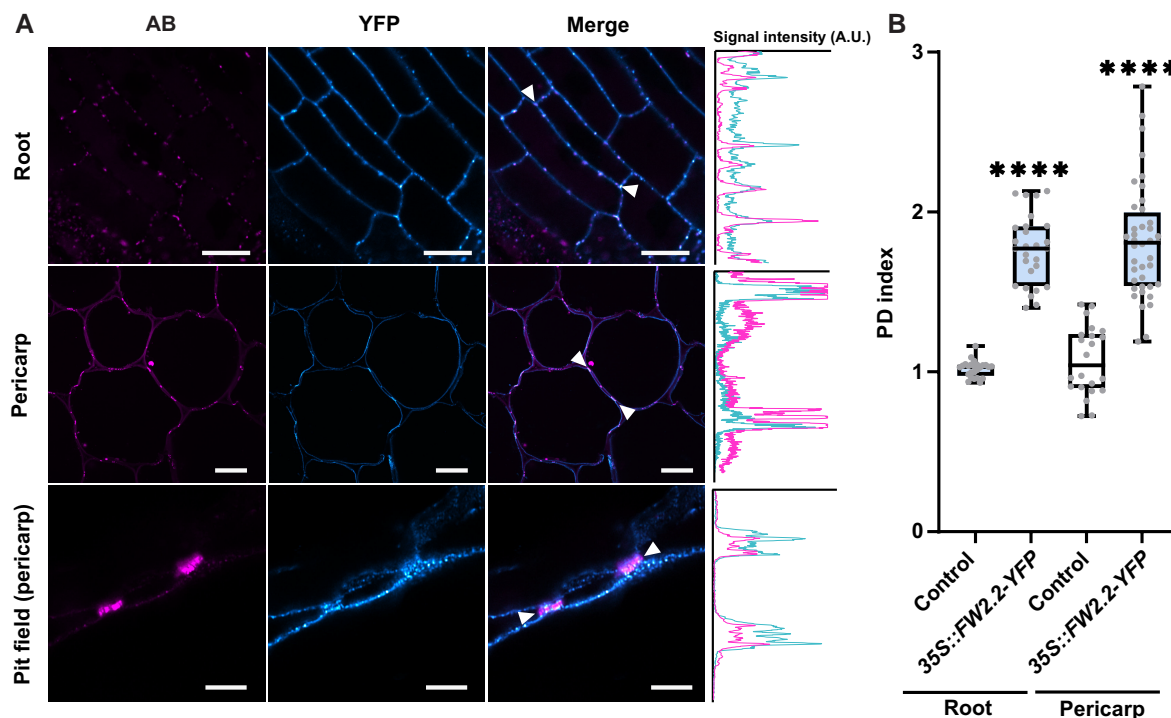 A
AB
YFP
Merge
Signal intensity (A.U.)
Root
Pericarp
Pit field (pericarp)
B
PD index
3
2
1
0
****
****
Control
35S::FW2.2-YFP
Control
35S::FW2.2-YFP
Root
Pericarp